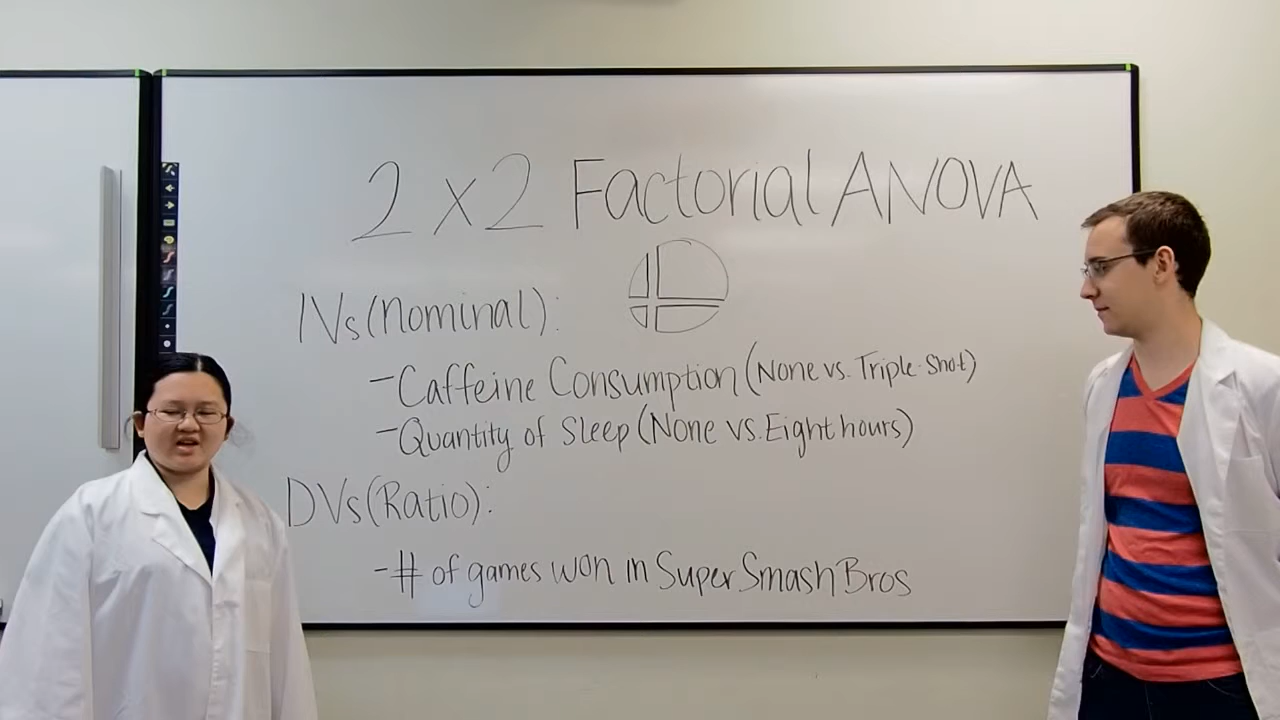 2 x 2 Factorial ANOVA
IVs (Nominal):
- Caffeine Consumption (None vs. Triple-Shot)
- Quantity of Sleep (None vs. Eight hours)
DVs (Ratio):
- # of games won in Super Smash Bros